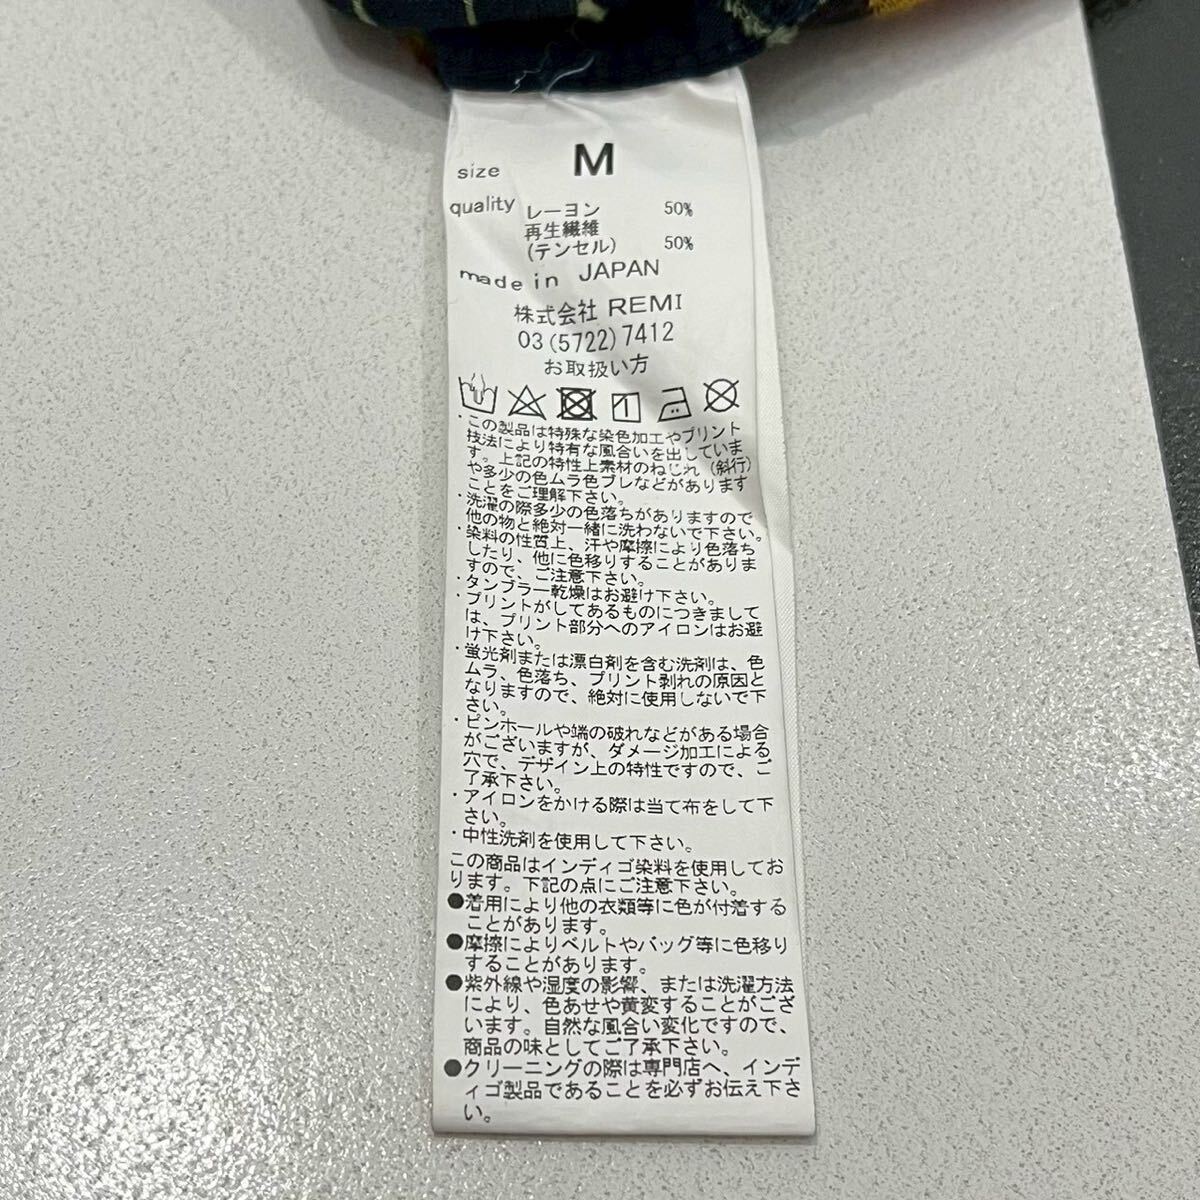 size M
quality レーヨン 50%
再生繊維
(テンセル) 50%
made in JAPAN
株式会社 REMI
03(5722)7412
お取扱い方
・この製品は特殊な染色加工やプリント
技法により特有な風合いを出していま
す。上記の特性上素材のねじれ(斜行)
や多少の色ムラ色ブレなどがあります
ことをご理解下さい。
・洗濯の際多少の色落ちがありますので
他の物と絶対一緒に洗わないで下さい。
・染料の性質上、汗や摩擦により色落ち
したり、他に色移りすることがありま
すので、ご注意下さい。
・タンブラー乾燥はお避け下さい。
・プリントがしてあるものにつきまして
は、プリント部分へのアイロンはお避
け下さい。
・蛍光剤または漂白剤を含む洗剤は、色
ムラ、色落ち、プリント剥れの原因と
なりますので、絶対に使用しないで下
さい。
・ピンホールや端の破れなどがある場合
がございますが、ダメージ加工による
穴で、デザイン上の特性ですので、ご
了承下さい。
・アイロンをかける際は当て布をして下
さい。
・中性洗剤を使用して下さい。
この商品はインディゴ染料を使用してお
ります。下記の点にご注意下さい。
●着用により他の衣類等に色が付着する
ことがあります。
●摩擦によりベルトやバッグ等に色移り
することがあります。
●紫外線や湿度の影響、または洗濯方法
により、色あせや黄変することがござ
います。自然な風合い変化ですので、
商品の味としてご了承下さい。
●クリーニングの際は専門店へ、インデ
ィゴ製品であることを必ずお伝え下さ
い。